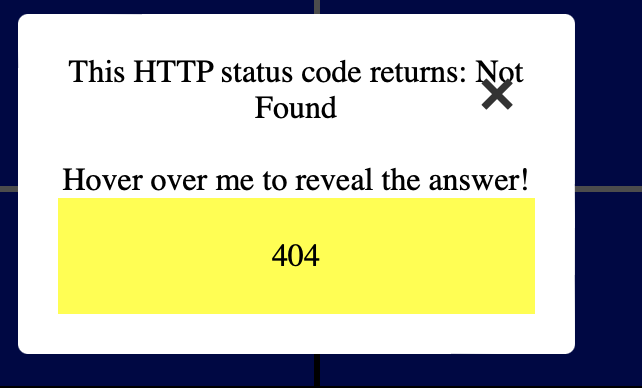 This HTTP status code returns: Not
Found
Hover over me to reveal the answer!
404